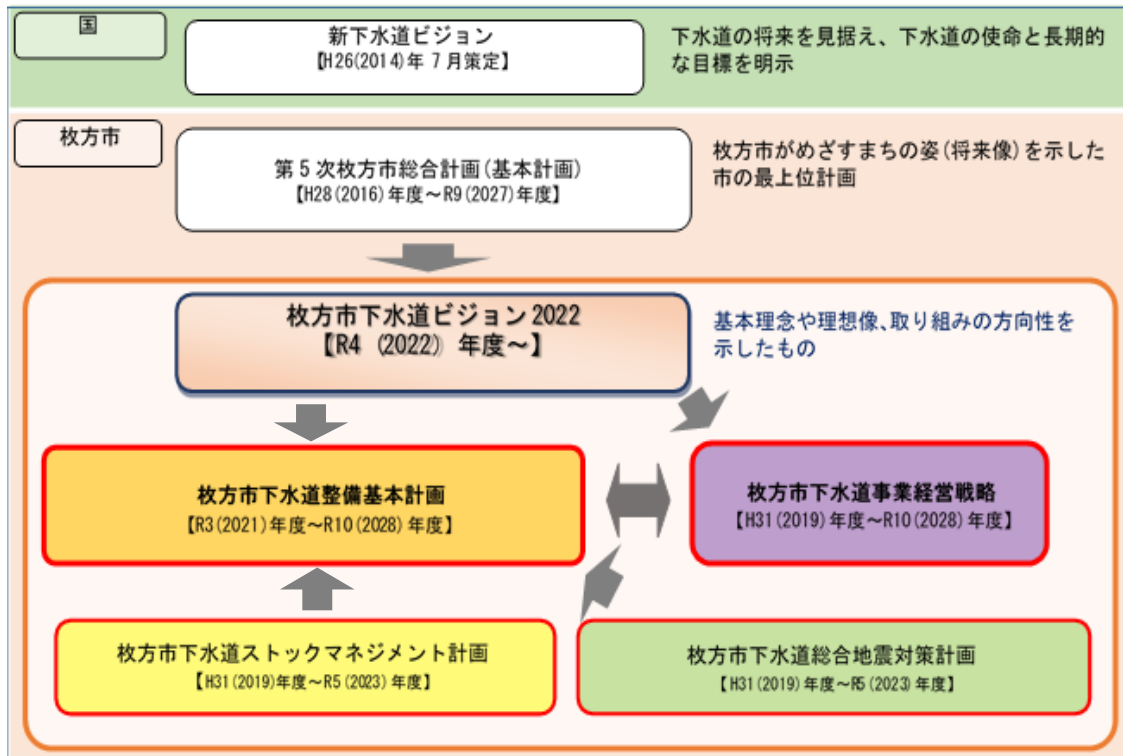 国
新下水道ビジョン
【H26(2014)年 7月策定】
下水道の将来を見据え、下水道の使命と長期的
な目標を明示
枚方市
第5次枚方市総合計画(基本計画)
【H28(2016)年度～R9(2027)年度】
枚方市がめざすまちの姿(将来像)を示した
市の最上位計画
枚方市下水道ビジョン2022
【R4 (2022) 年度～】
基本理念や理想像、取り組みの方向性を
示したもの
枚方市下水道整備基本計画
【R3(2021)年度～R10(2028)年度】
枚方市下水道事業経営戦略
【H31(2019)年度～R10(2028)年度】
枚方市下水道ストックマネジメント計画
【H31(2019)年度～R5(2023)年度】
枚方市下水道総合地震対策計画
【H31(2019)年度～R5(2023)年度】